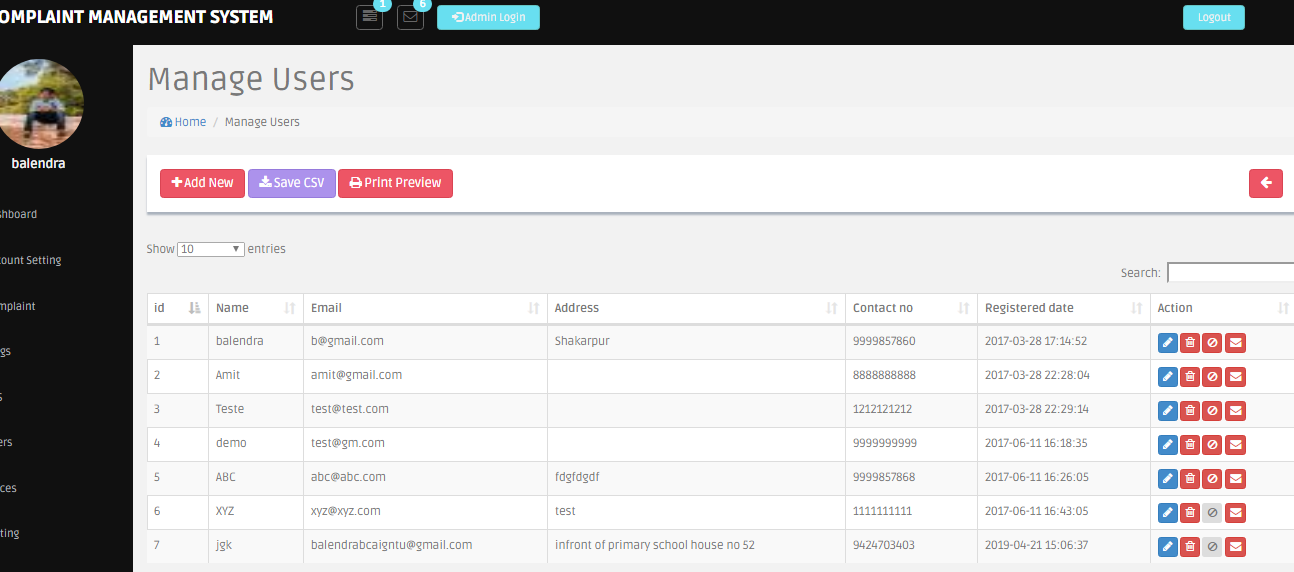 OMPLAINT MANAGEMENT SYSTEM 1 6 Admin Login Logout
balendra
shboard
ount Setting
mplaint
gs
S
ers
ces
ting
Manage Users
Home / Manage Users
Add New Save CSV Print Preview
Show 10 entries
Search:
id Name Email Address Contact no Registered date Action
1 balendra b@gmail.com Shakarpur 9999857860 2017-03-28 17:14:52
2 Amit amit@gmail.com 8888888888 2017-03-28 22:28:04
3 Teste test@test.com 1212121212 2017-03-28 22:29:14
4 demo test@gm.com 9999999999 2017-06-11 16:18:35
5 ABC abc@abc.com fdgfdgdf 9999857868 2017-06-11 16:26:05
6 XYZ xyz@xyz.com test 1111111111 2017-06-11 16:43:05
7 jgk balendrabcaigntu@gmail.com infront of primary school house no 52 9424703403 2019-04-21 15:06:37